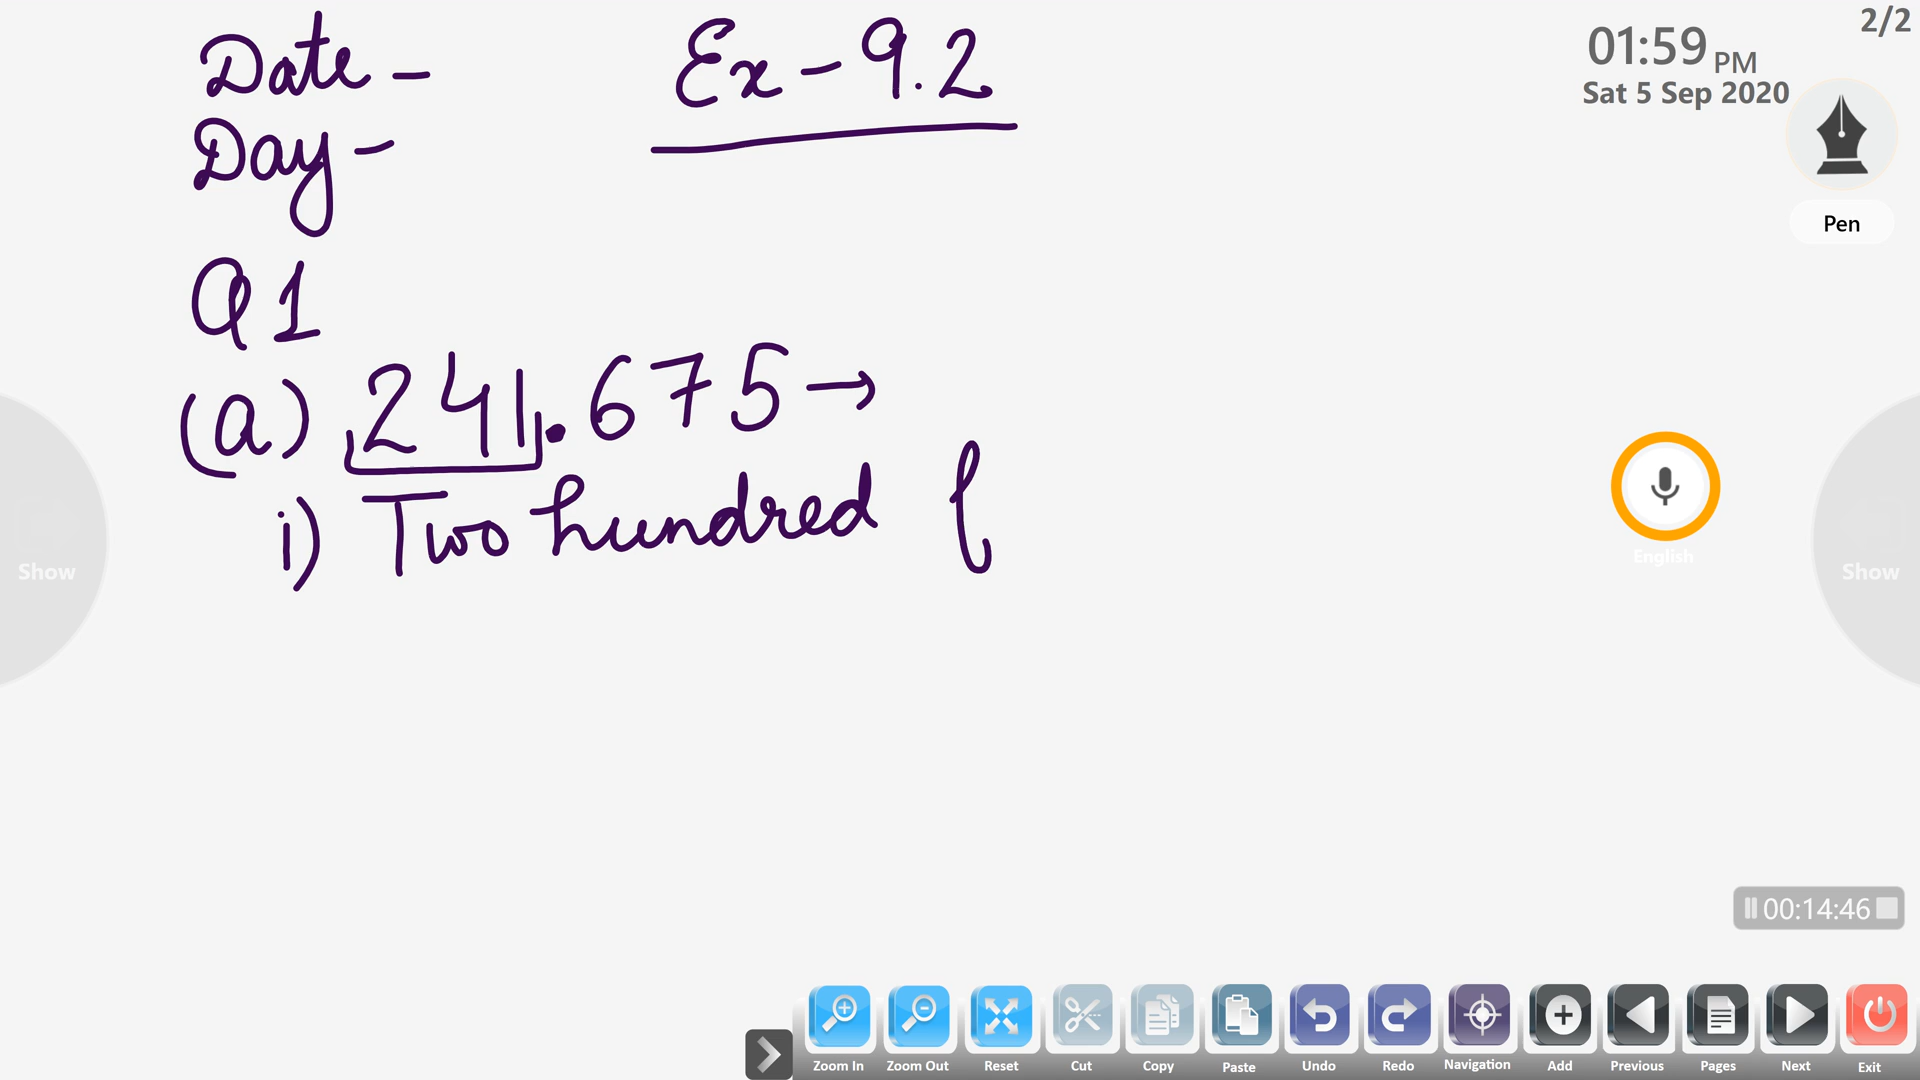 Date -
Ex - 9.2
01:59 PM
2/2
Sat 5 Sep 2020
Day -
Pen
Q1
(a) 241.675 →
i) Two hundred f
English
Show
Show
00:14:46
Zoom In Zoom Out Reset Cut Copy Paste Undo Redo Navigation Add Previous Pages Next Exit